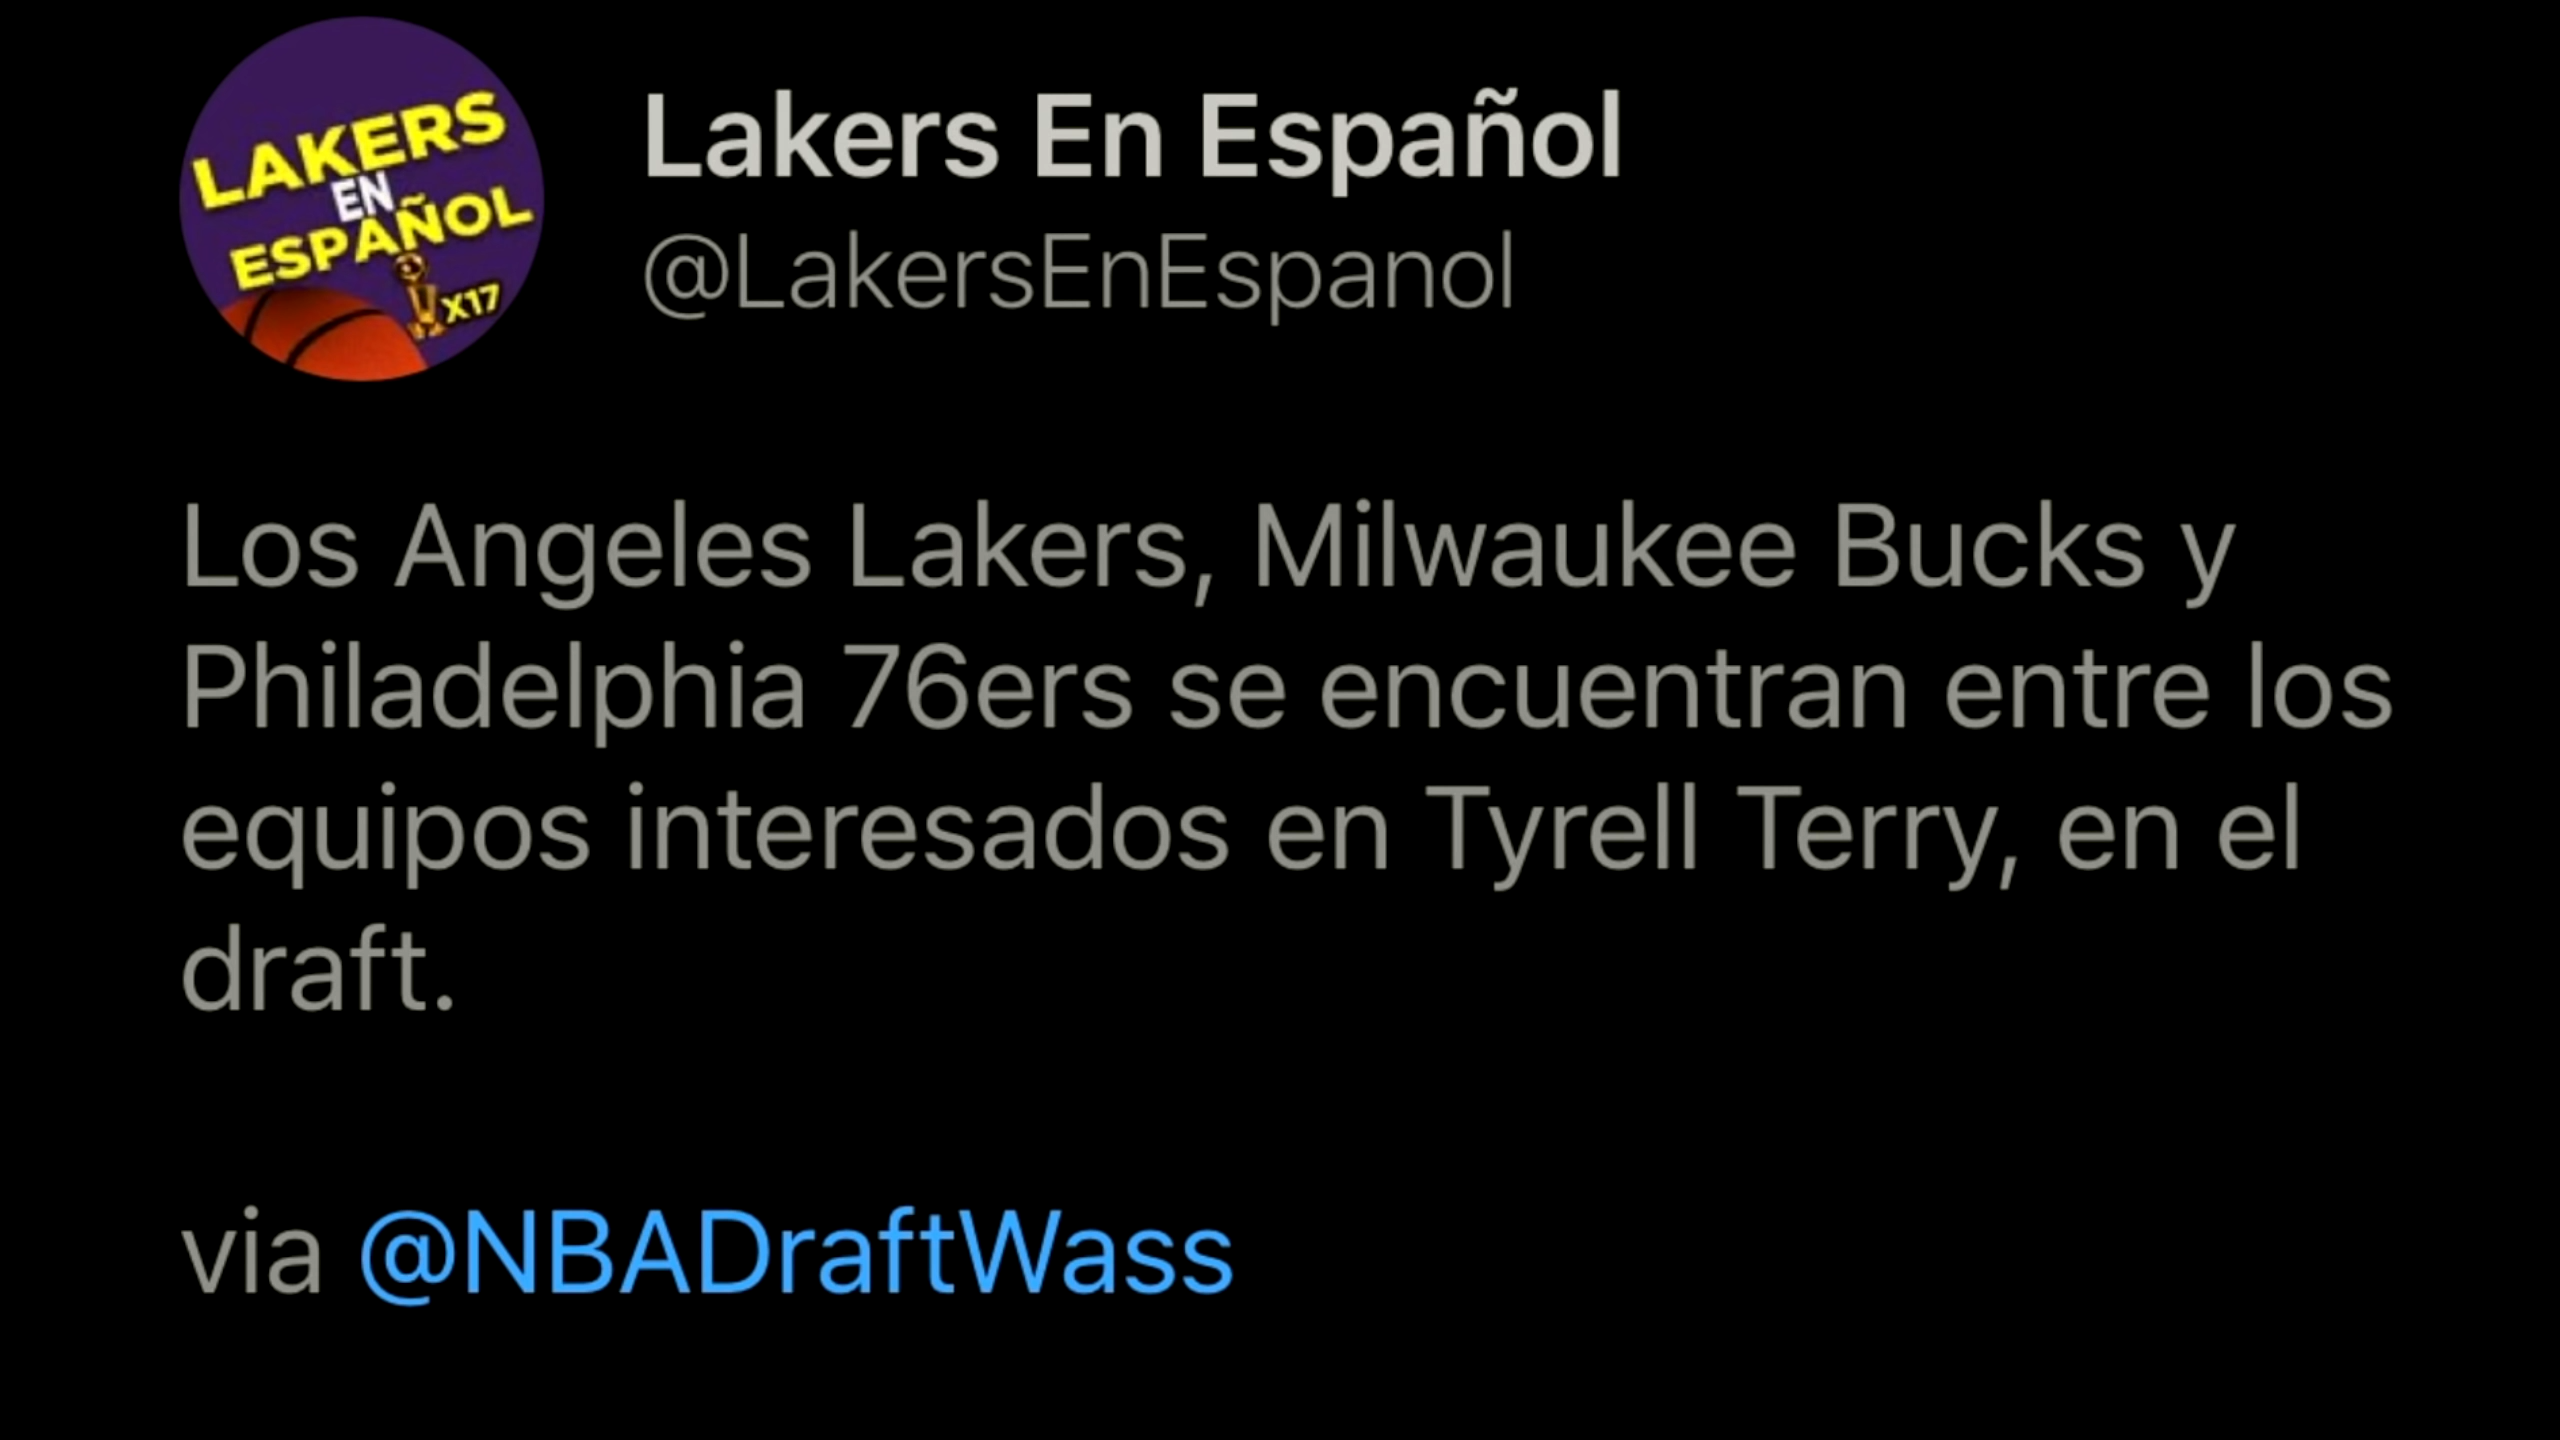 LAKERS
EN
ESPAÑOL
X17
Lakers En Español
@LakersEnEspanol
Los Angeles Lakers, Milwaukee Bucks y
Philadelphia 76ers se encuentran entre los
equipos interesados en Tyrell Terry, en el
draft.
via @NBADraftWass